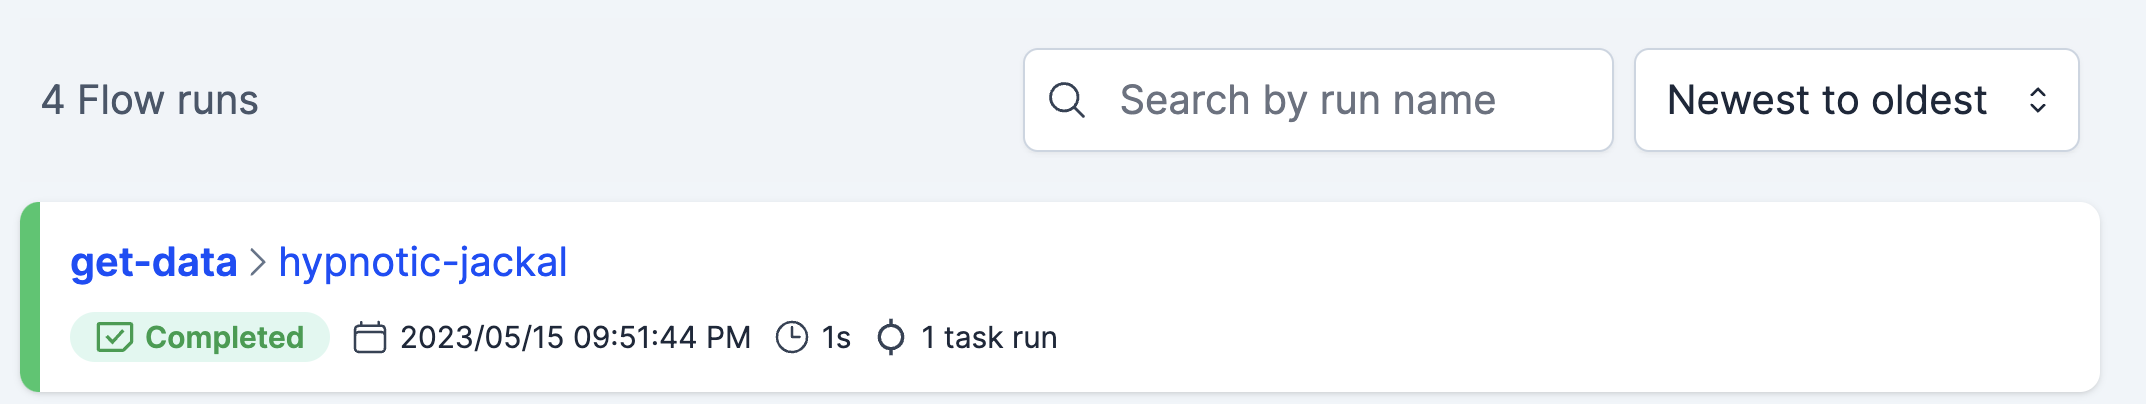 4 Flow runs
Search by run name
Newest to oldest
get-data > hypnotic-jackal
Completed 2023/05/15 09:51:44 PM 1s 1 task run